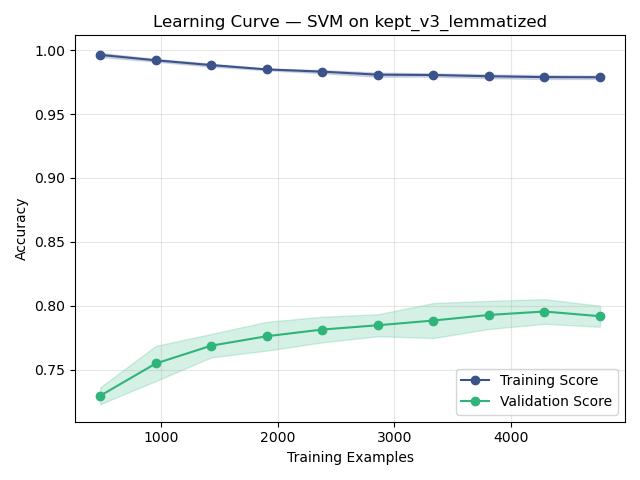 Learning Curve — SVM on kept_v3_lemmatized
1.00
0.95
0.90
0.85
0.80
0.75
Accuracy
1000
2000
3000
4000
Training Examples
Training Score
Validation Score